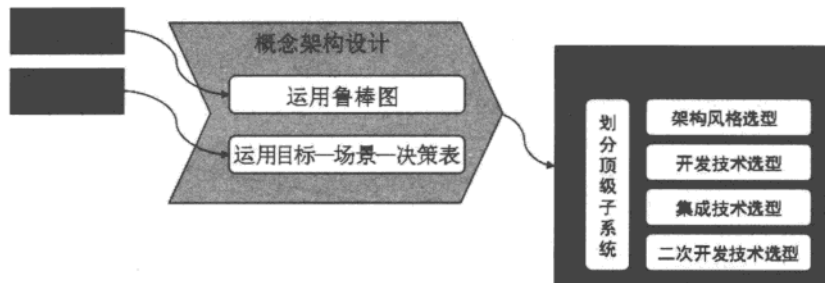 概念架构设计
运用鲁棒图
运用目标—场景—决策表
划分顶级子系统
架构风格选型
开发技术选型
集成技术选型
二次开发技术选型